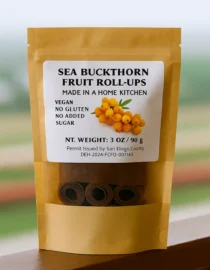 SEA BUCKTHORN
FRUIT ROLL-UPS
MADE IN A HOME KITCHEN
VEGAN
NO GLUTEN
NO ADDED
SUGAR
NT. WEIGHT: 3 OZ / 90 g
Permit Issued by San Diego County